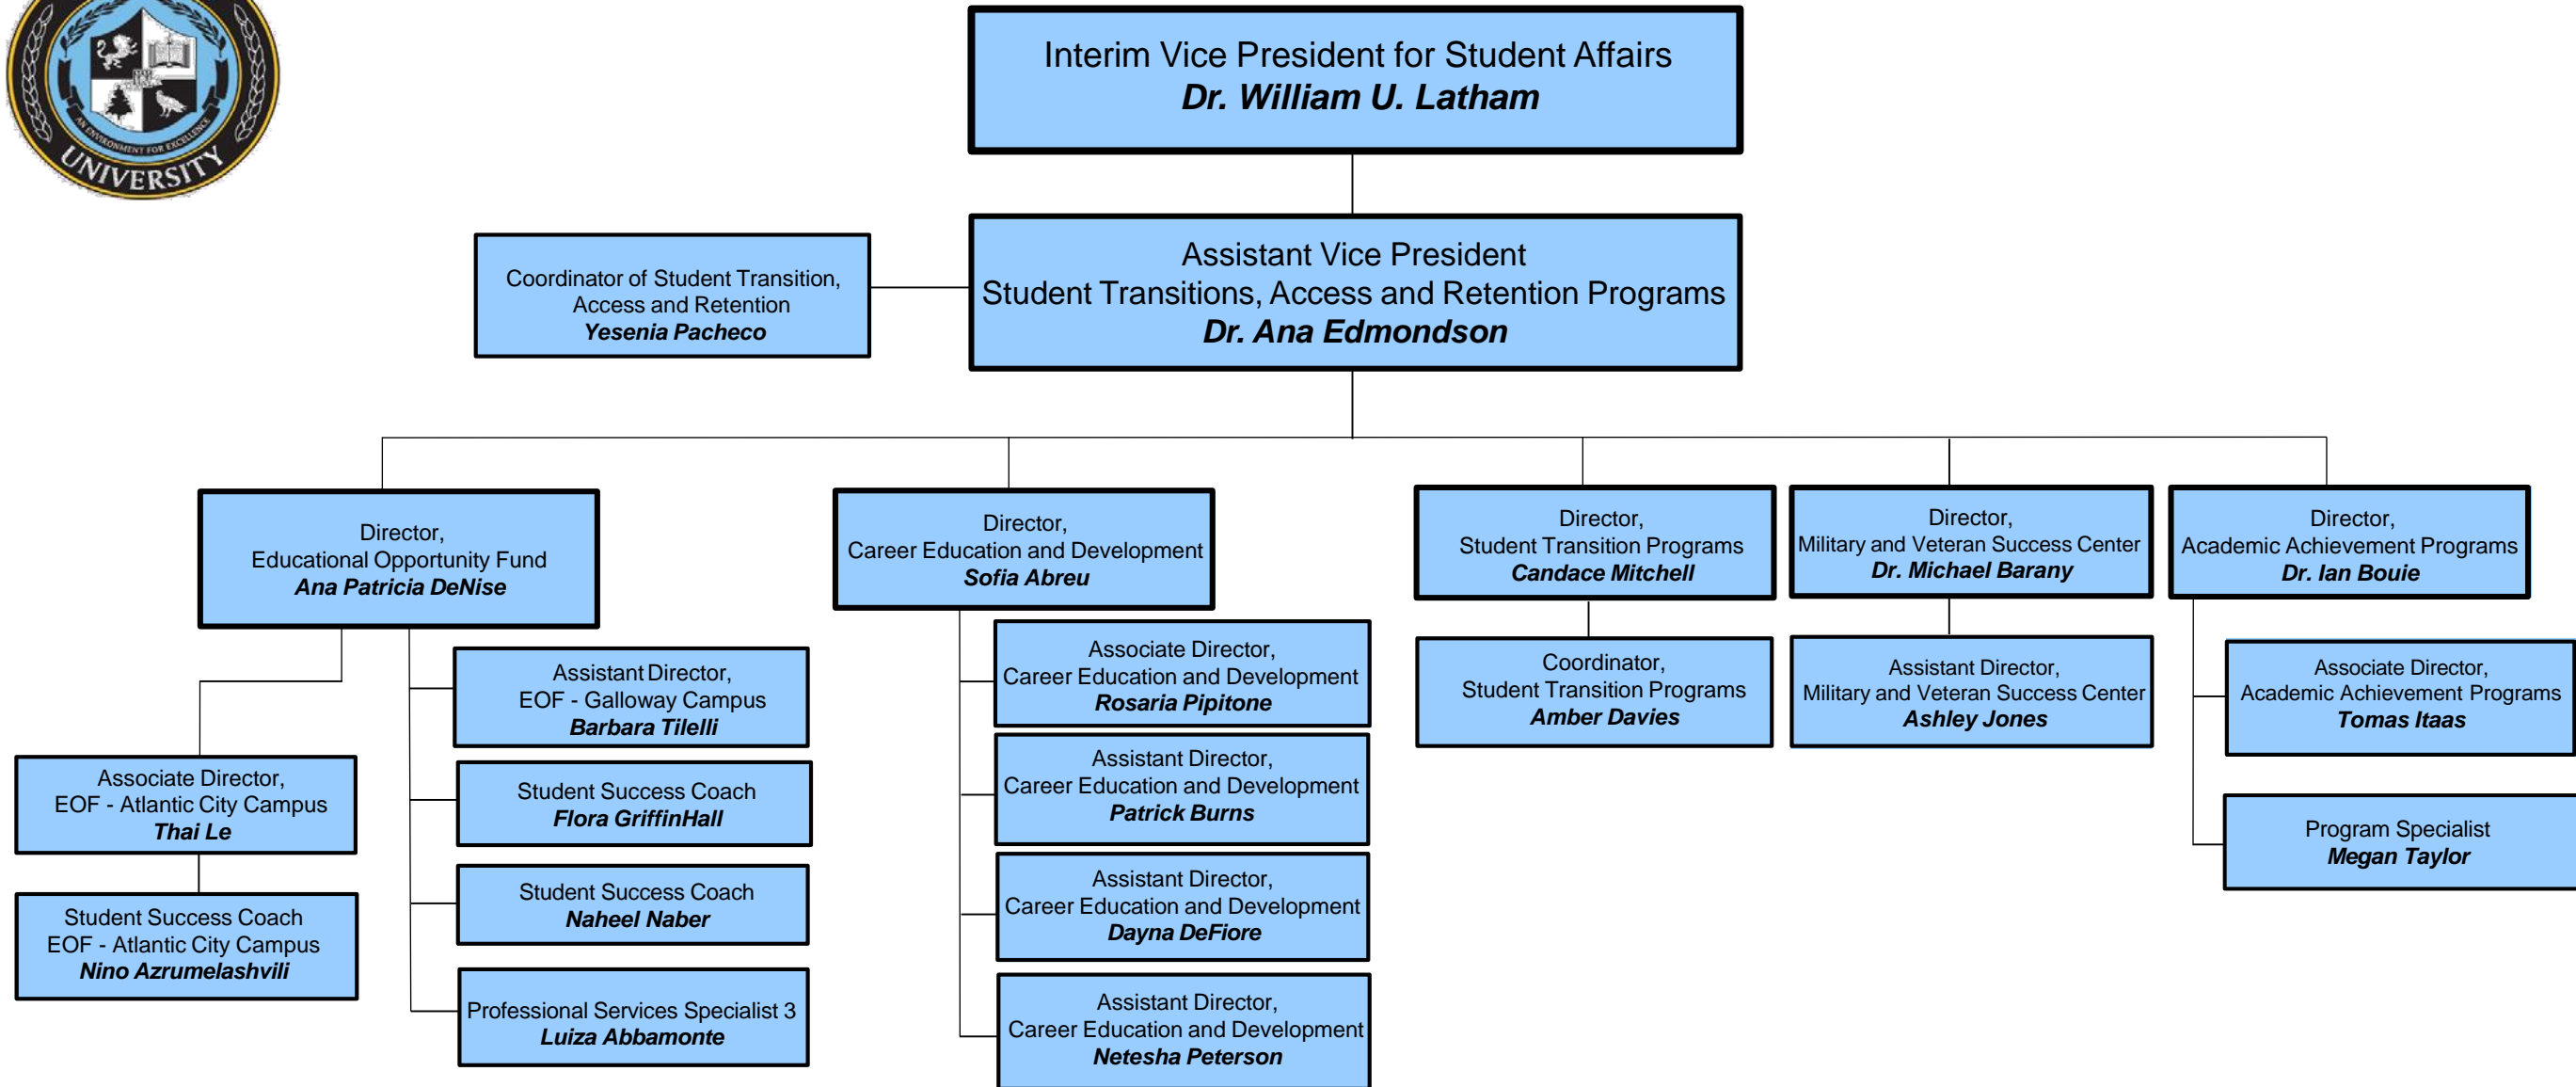 AN ENVIRONMENT FOR EXCELLENCE
UNIVERSITY
Interim Vice President for Student Affairs
Dr. William U. Latham
Coordinator of Student Transition,
Access and Retention
Yesenia Pacheco
Assistant Vice President
Student Transitions, Access and Retention Programs
Dr. Ana Edmondson
Director,
Educational Opportunity Fund
Ana Patricia DeNise
Director,
Career Education and Development
Sofia Abreu
Director,
Student Transition Programs
Candace Mitchell
Director,
Military and Veteran Success Center
Dr. Michael Barany
Director,
Academic Achievement Programs
Dr. Ian Bouie
Associate Director,
EOF - Atlantic City Campus
Thai Le
Student Success Coach
EOF - Atlantic City Campus
Nino Azrumelashvili
Assistant Director,
EOF - Galloway Campus
Barbara Tilelli
Student Success Coach
Flora GriffinHall
Student Success Coach
Naheel Naber
Professional Services Specialist 3
Luiza Abbamonte
Associate Director,
Career Education and Development
Rosaria Pipitone
Assistant Director,
Career Education and Development
Patrick Burns
Assistant Director,
Career Education and Development
Dayna DeFiore
Assistant Director,
Career Education and Development
Netesha Peterson
Coordinator,
Student Transition Programs
Amber Davies
Assistant Director,
Military and Veteran Success Center
Ashley Jones
Associate Director,
Academic Achievement Programs
Tomas Itaas
Program Specialist
Megan Taylor